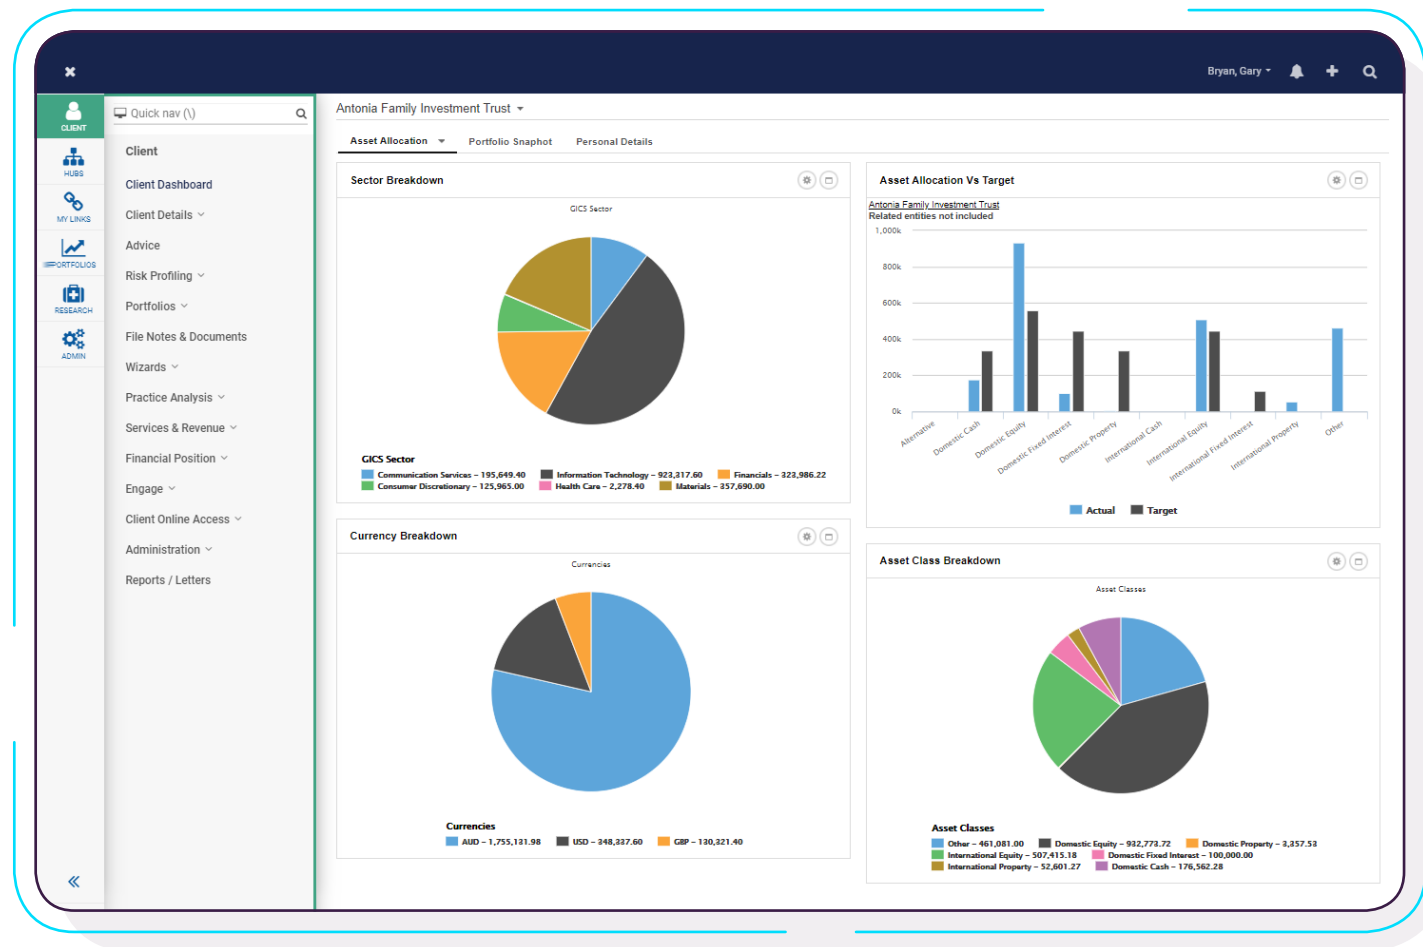 Bryan, Gary
CLIENT
HUBS
MY LINKS
PORTFOLIOS
RESEARCH
ADMIN
Quick nav (\)
Client
Client Dashboard
Client Details
Advice
Risk Profiling
Portfolios
File Notes & Documents
Wizards
Practice Analysis
Services & Revenue
Financial Position
Engage
Client Online Access
Administration
Reports / Letters
Antonia Family Investment Trust
Asset Allocation Portfolio Snaphot Personal Details
Sector Breakdown
GICS Sector
GICS Sector
Communication Services – 195,649.40 Information Technology – 923,317.60 Financials – 323,986.22
Consumer Discretionary – 125,965.00 Health Care – 2,278.40 Materials – 357,690.00
Asset Allocation Vs Target
Antonia Family Investment Trust
Related entities not included
1,000k
800k
600k
400k
200k
0k
Alternative
Domestic Cash
Domestic Equity
Domestic Fixed Interest
Domestic Property
International Cash
International Equity
International Fixed Interest
International Property
Other
Actual Target
Currency Breakdown
Currencies
Currencies
AUD – 1,755,131.98 USD – 348,337.60 GBP – 130,321.40
Asset Class Breakdown
Asset Classes
Asset Classes
Other – 461,081.00 Domestic Equity – 932,773.72 Domestic Property – 3,357.53
International Equity – 507,415.18 Domestic Fixed Interest – 100,000.00
International Property – 52,601.27 Domestic Cash – 176,562.28